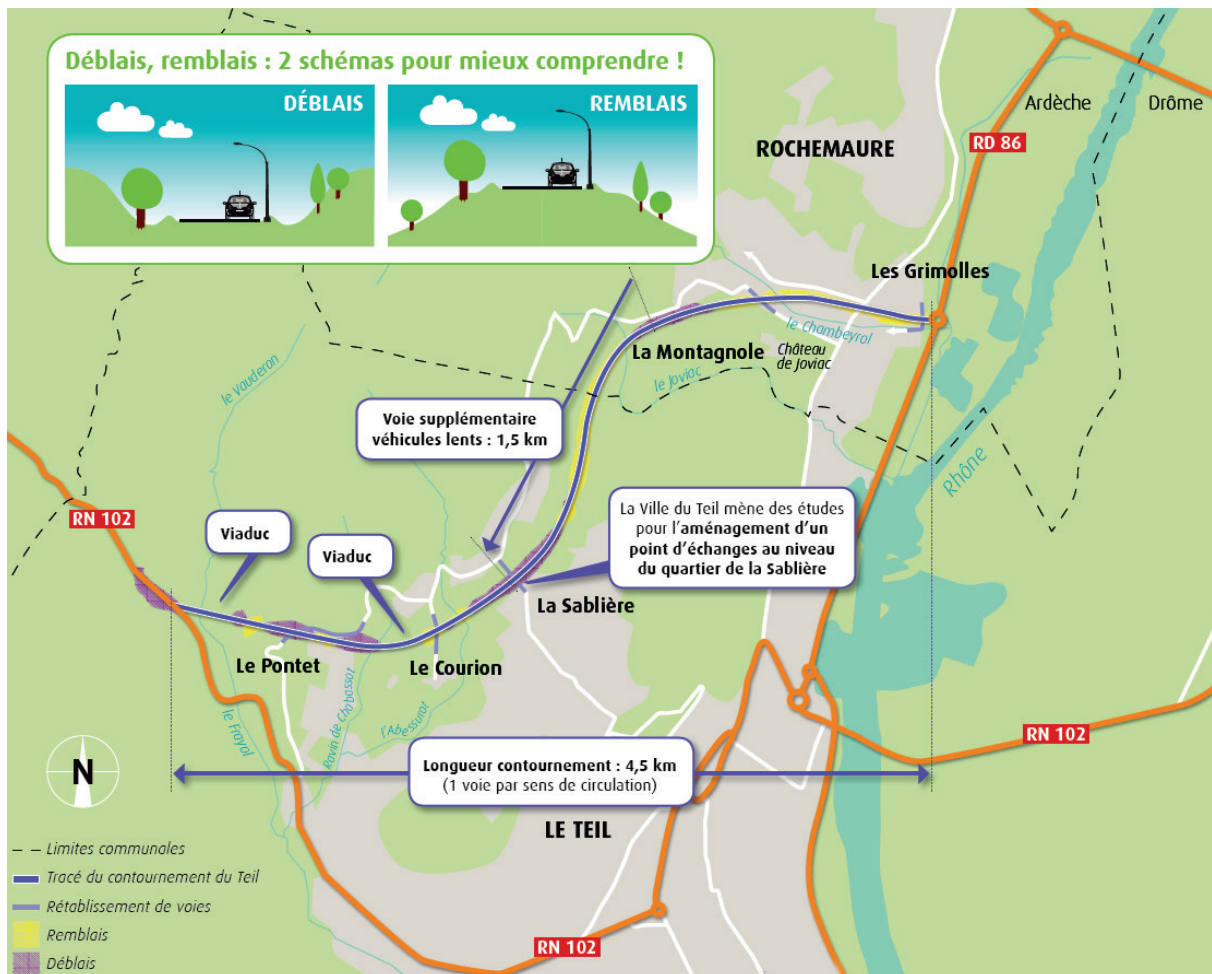 Déblais, remblais : 2 schémas pour mieux comprendre !
DÉBLAIS
REMBLAIS
Ardèche
Drôme
ROCHEMAURE
RD 86
Les Grimolles
le Chambeyrol
La Montagnole
Château
de Joviac
le Joviac
le Vauderon
Voie supplémentaire
véhicules lents : 1,5 km
Rhône
RN 102
Viaduc
Viaduc
La Ville du Teil mène des études
pour l'aménagement d'un
point d'échanges au niveau
du quartier de la Sablière
La Sablière
Le Pontet
Le Courion
le Frayol
Ravin de Chabassot
l'Abessurat
RN 102
Longueur contournement : 4,5 km
(1 voie par sens de circulation)
N
LE TEIL
Limites communales
Tracé du contournement du Teil
Rétablissement de voies
Remblais
Déblais
RN 102